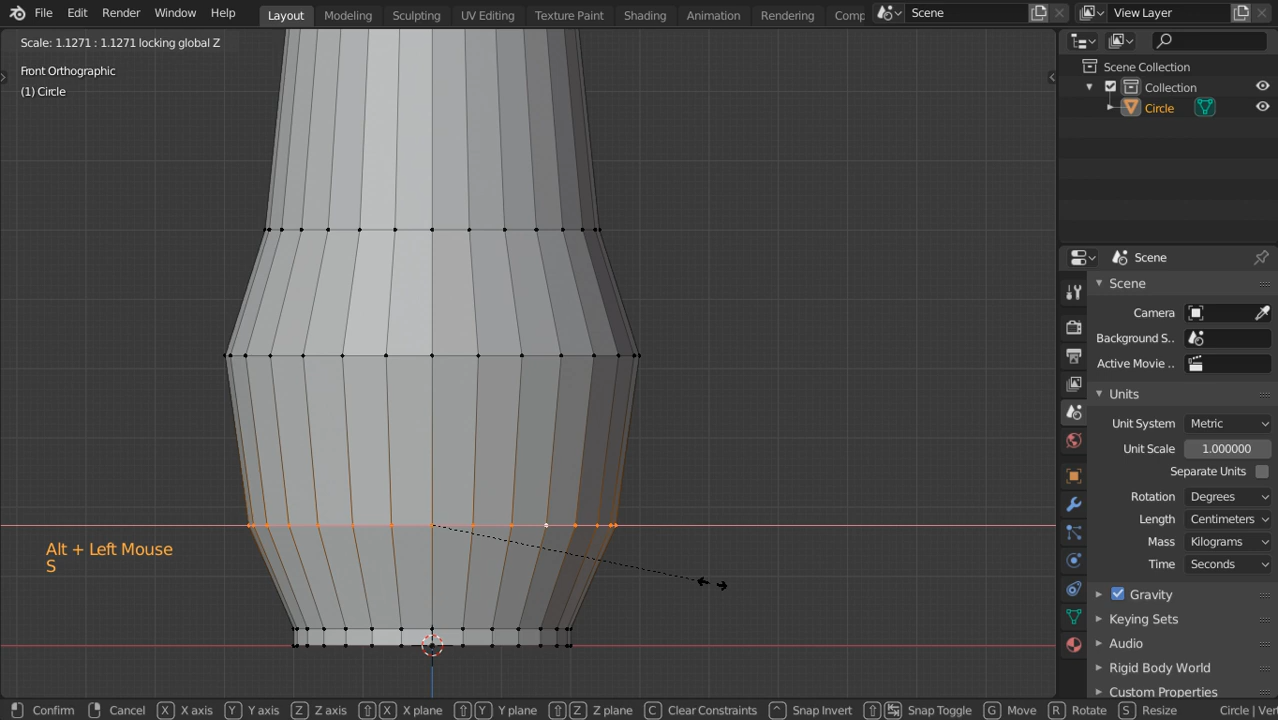 File Edit Render Window Help Layout Modeling Sculpting UV Editing Texture Paint Shading Animation Rendering Comp Scene View Layer
Scale: 1.1271 : 1.1271 locking global Z
Front Orthographic
(1) Circle
Scene Collection
Collection
Circle
Scene
Scene
Camera
Background S..
Active Movie ..
Units
Unit System Metric
Unit Scale 1.000000
Separate Units
Rotation Degrees
Length Centimeters
Mass Kilograms
Time Seconds
Gravity
Keying Sets
Audio
Rigid Body World
Custom Properties
Alt + Left Mouse
S
Confirm Cancel X X axis Y Y axis Z Z axis X X plane Y Y plane Z Z plane C Clear Constraints Snap Invert Snap Toggle G Move R Rotate S Resize Circle | Vert